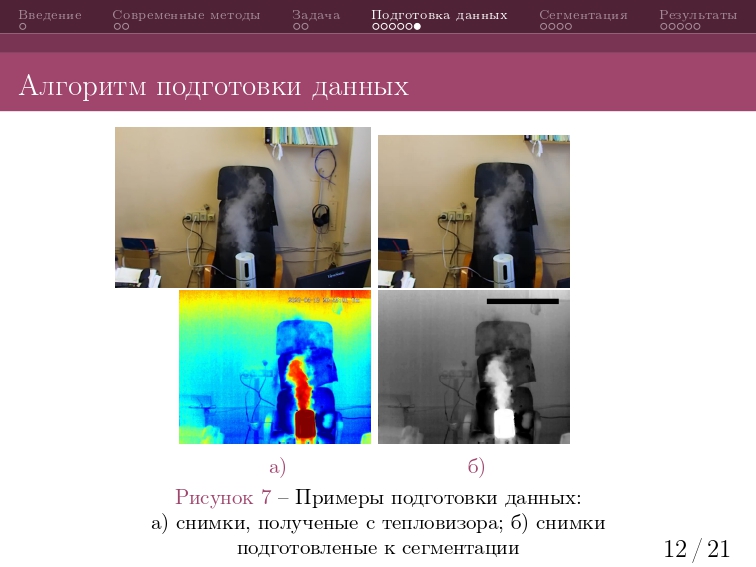 Введение
Современные методы
Задача
Подготовка данных
Сегментация
Результаты
Алгоритм подготовки данных
а)
б)
Рисунок 7 – Примеры подготовки данных:
а) снимки, полученые с тепловизора; б) снимки
подготовленые к сегментации
12 / 21